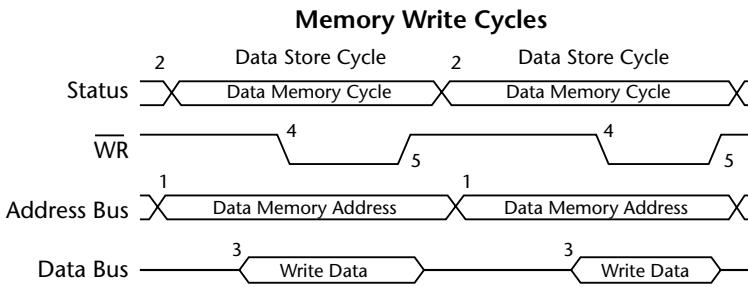 Memory Write Cycles
2 Data Store Cycle 2 Data Store Cycle
Status Data Memory Cycle Data Memory Cycle
WR 4 5 4 5
1 1
Address Bus Data Memory Address Data Memory Address
3 3
Data Bus Write Data Write Data